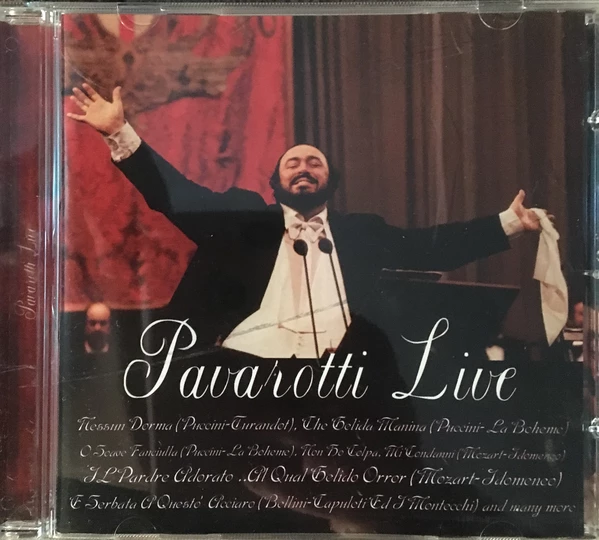 Pavarotti Live
Pavarotti Live
Nessun Dorma (Puccini-Turandot), Che Gelida Manina (Puccini-La Boheme)
O Soave Fanciulla (Puccini-La Boheme), Non Ho Colpa, Mi Condanni (Mozart-Idomeneo)
IL Pardre Adorato ..Al Qual Gelido Orror (Mozart-Idomeneo)
E Serbata A Questo' Acciaro (Bellini-Capuleti Ed I Montecchi) and many more